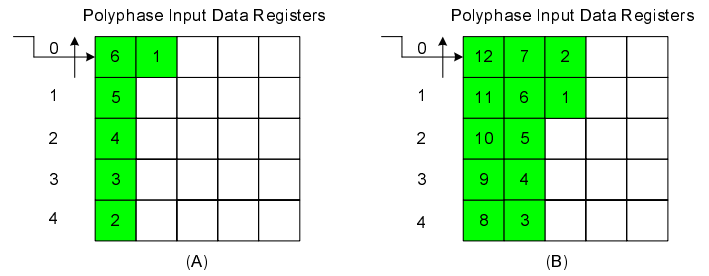 Polyphase Input Data Registers
0 6 1
1 5
2 4
3 3
4 2
(A)
Polyphase Input Data Registers
0 12 7 2
1 11 6 1
2 10 5
3 9 4
4 8 3
(B)